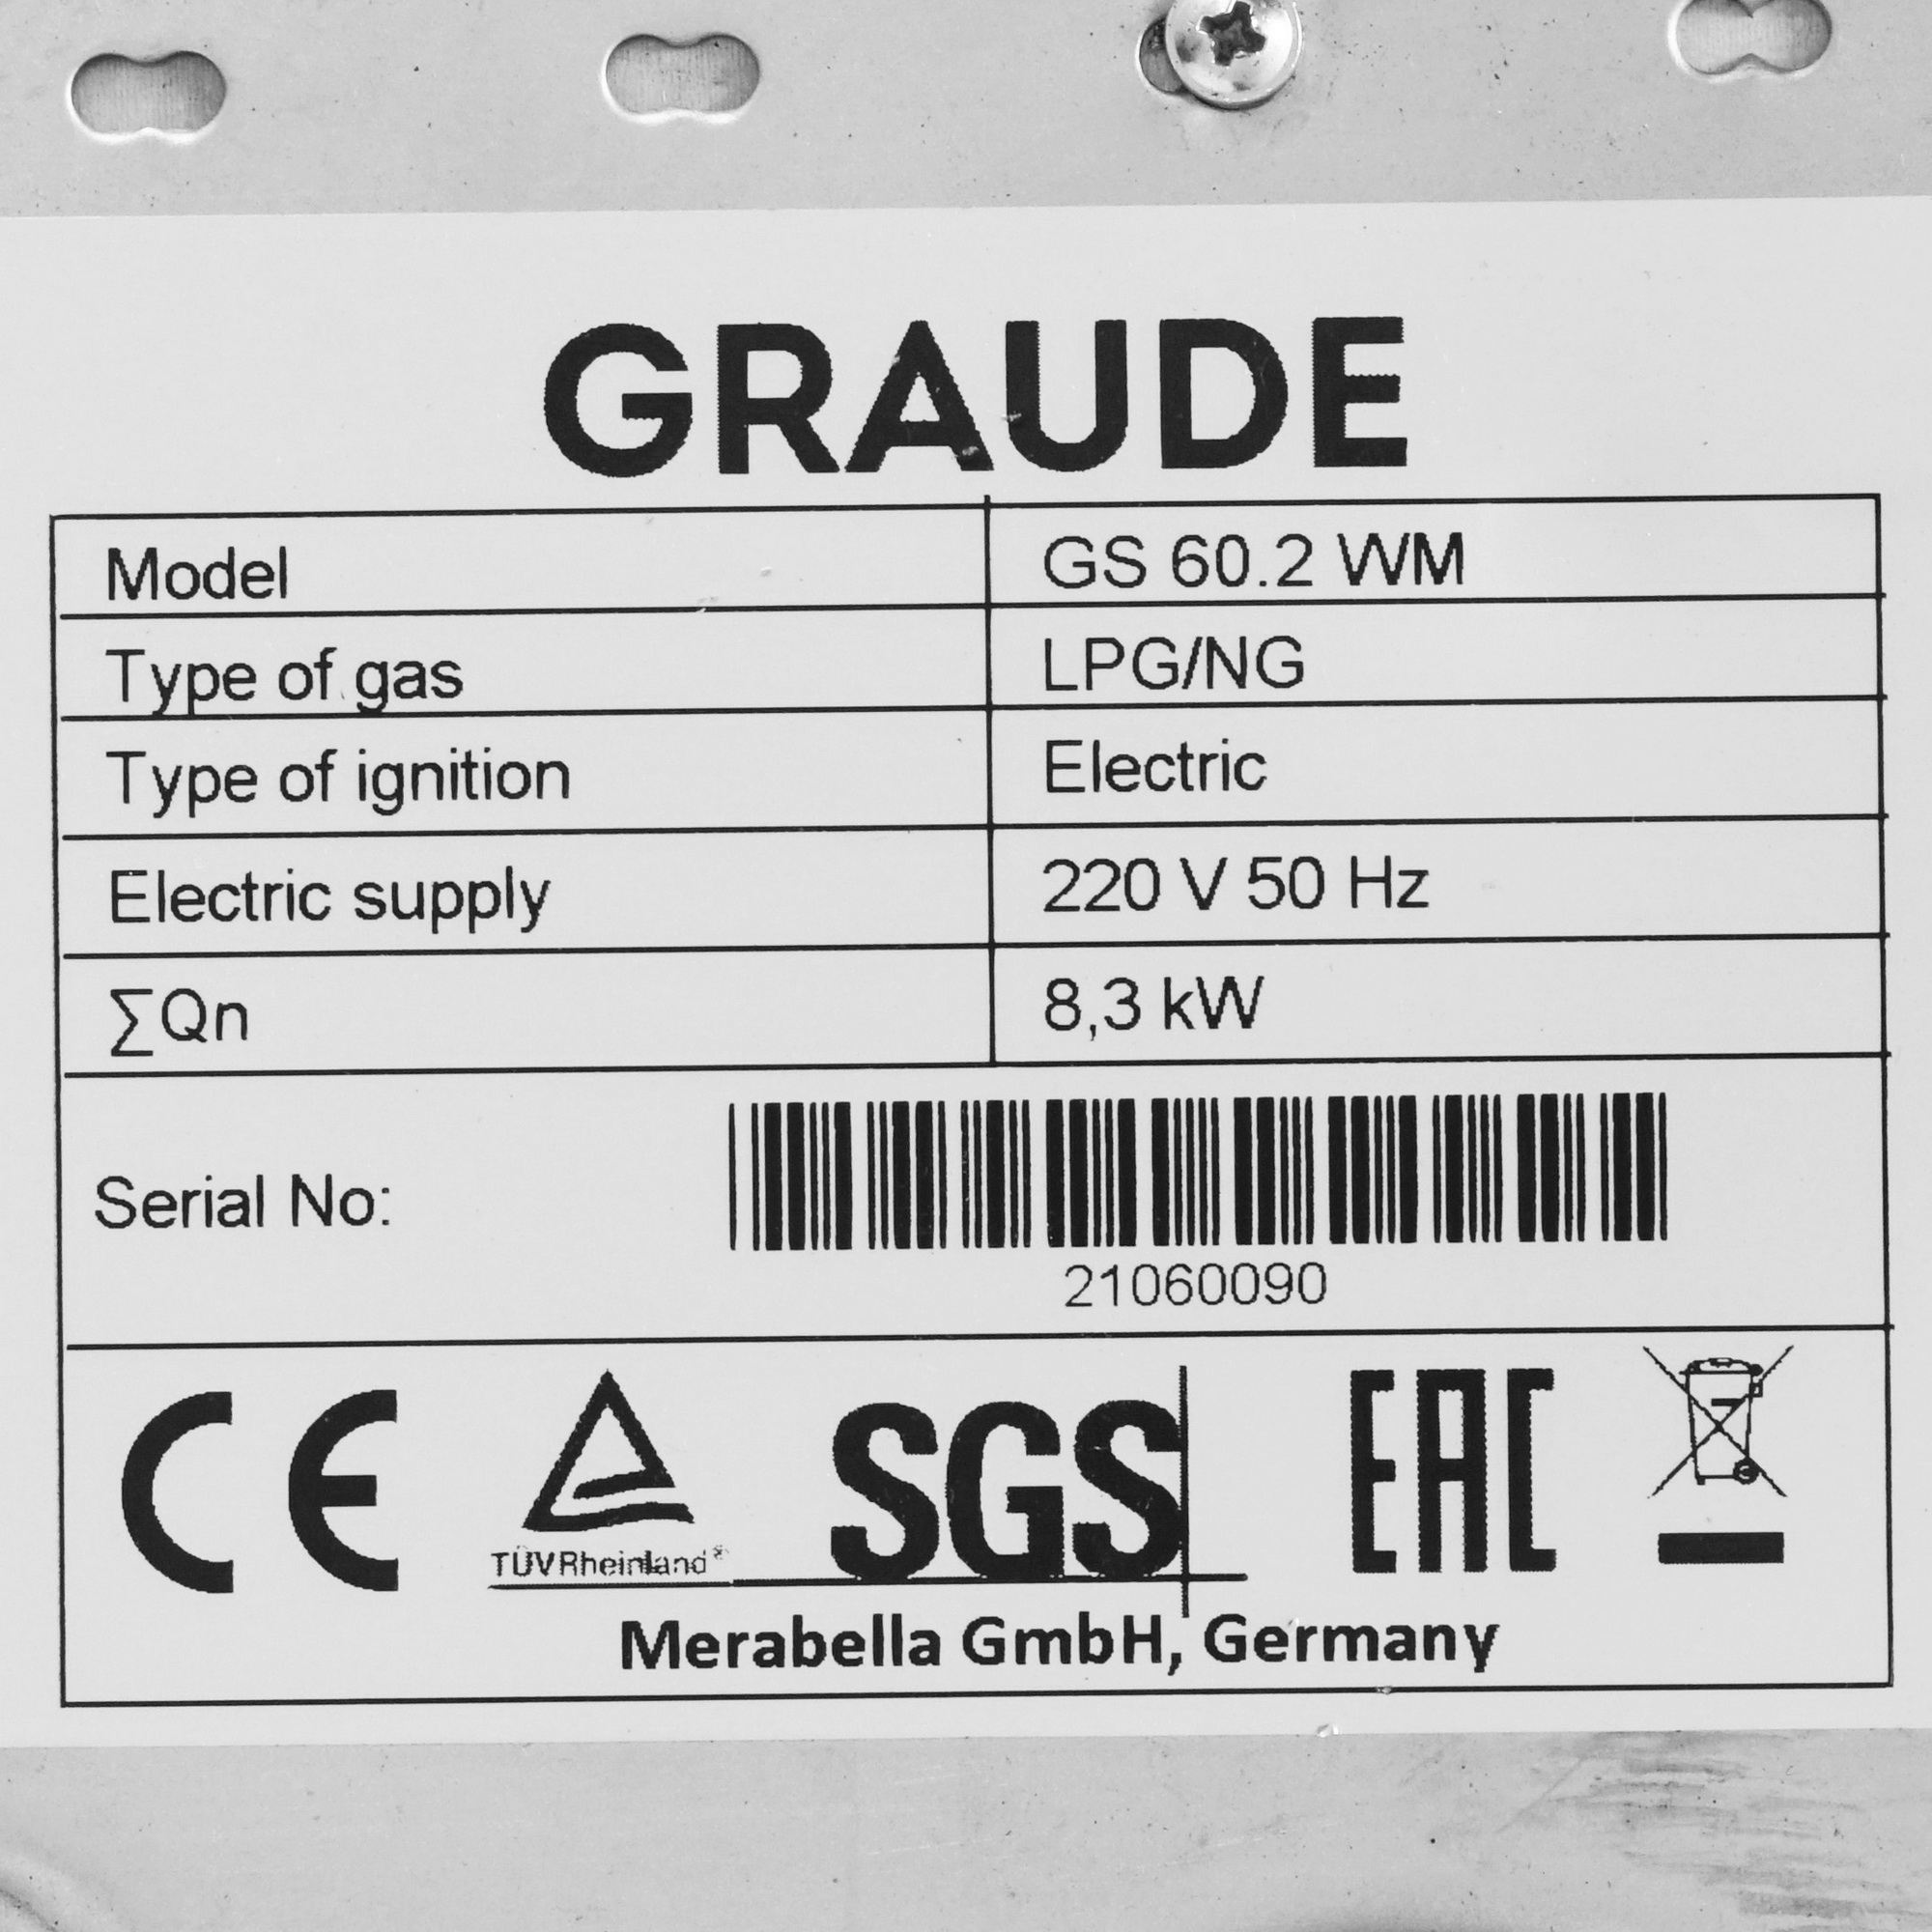 GRAUDE
Model GS 60.2 WM
Type of gas LPG/NG
Type of ignition Electric
Electric supply 220 V 50 Hz
∑Qn 8,3 kW
Serial No:
21060090
CE TÜVRheinland® SGS EAC
Merabella GmbH, Germany